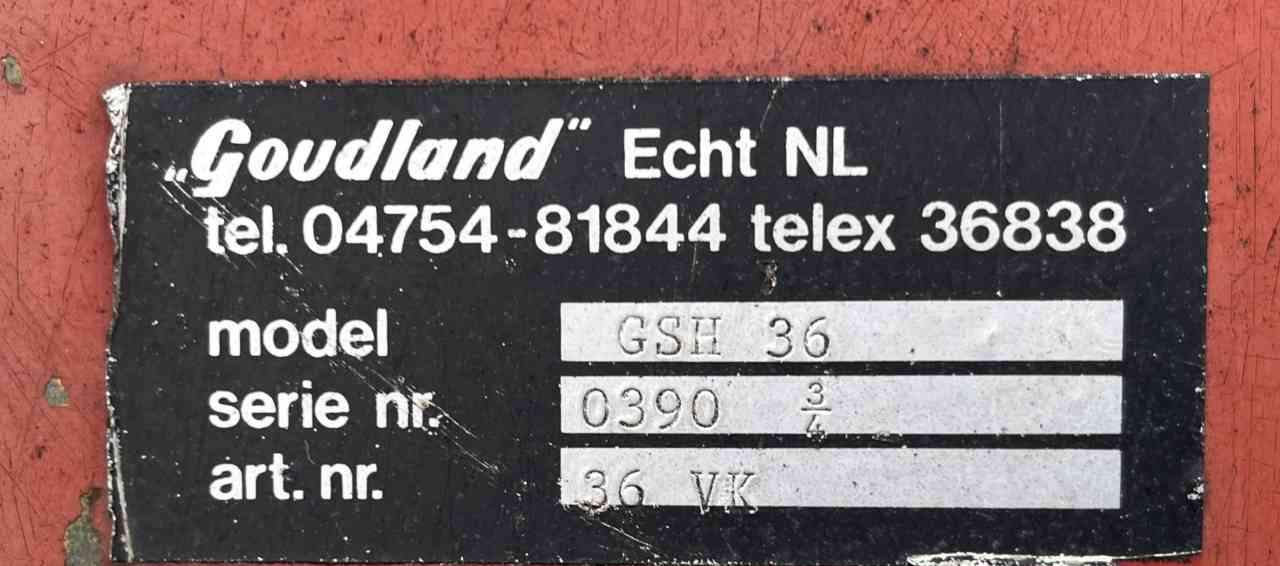 „Goudland“ Echt NL
tel. 04754-81844 telex 36838
model GSH 36
serie nr. 0390 ¾
art. nr. 36 VK